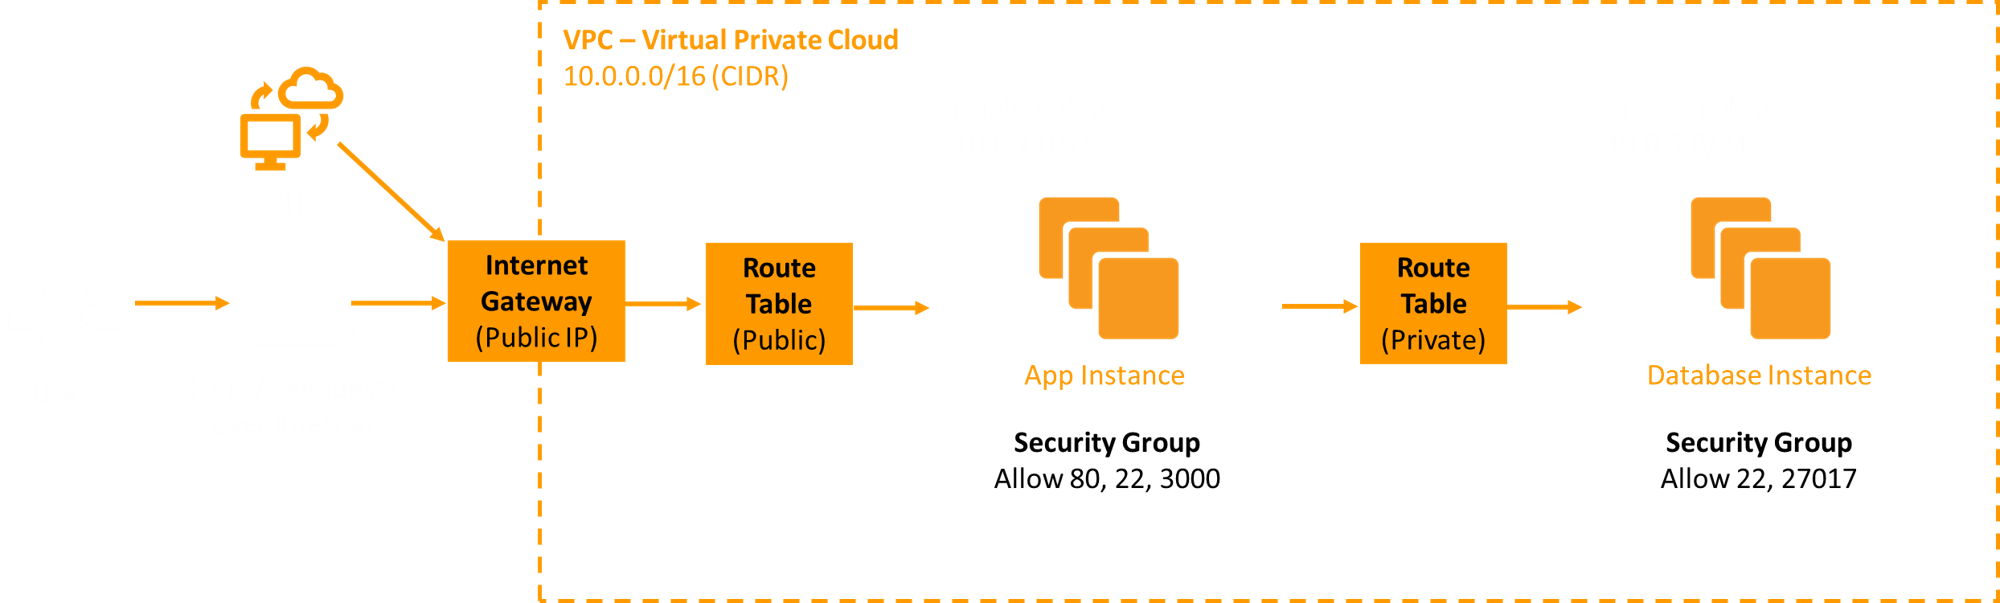 VPC – Virtual Private Cloud
10.0.0.0/16 (CIDR)
Internet
Gateway
(Public IP)
Route
Table
(Public)
App Instance
Security Group
Allow 80, 22, 3000
Route
Table
(Private)
Database Instance
Security Group
Allow 22, 27017